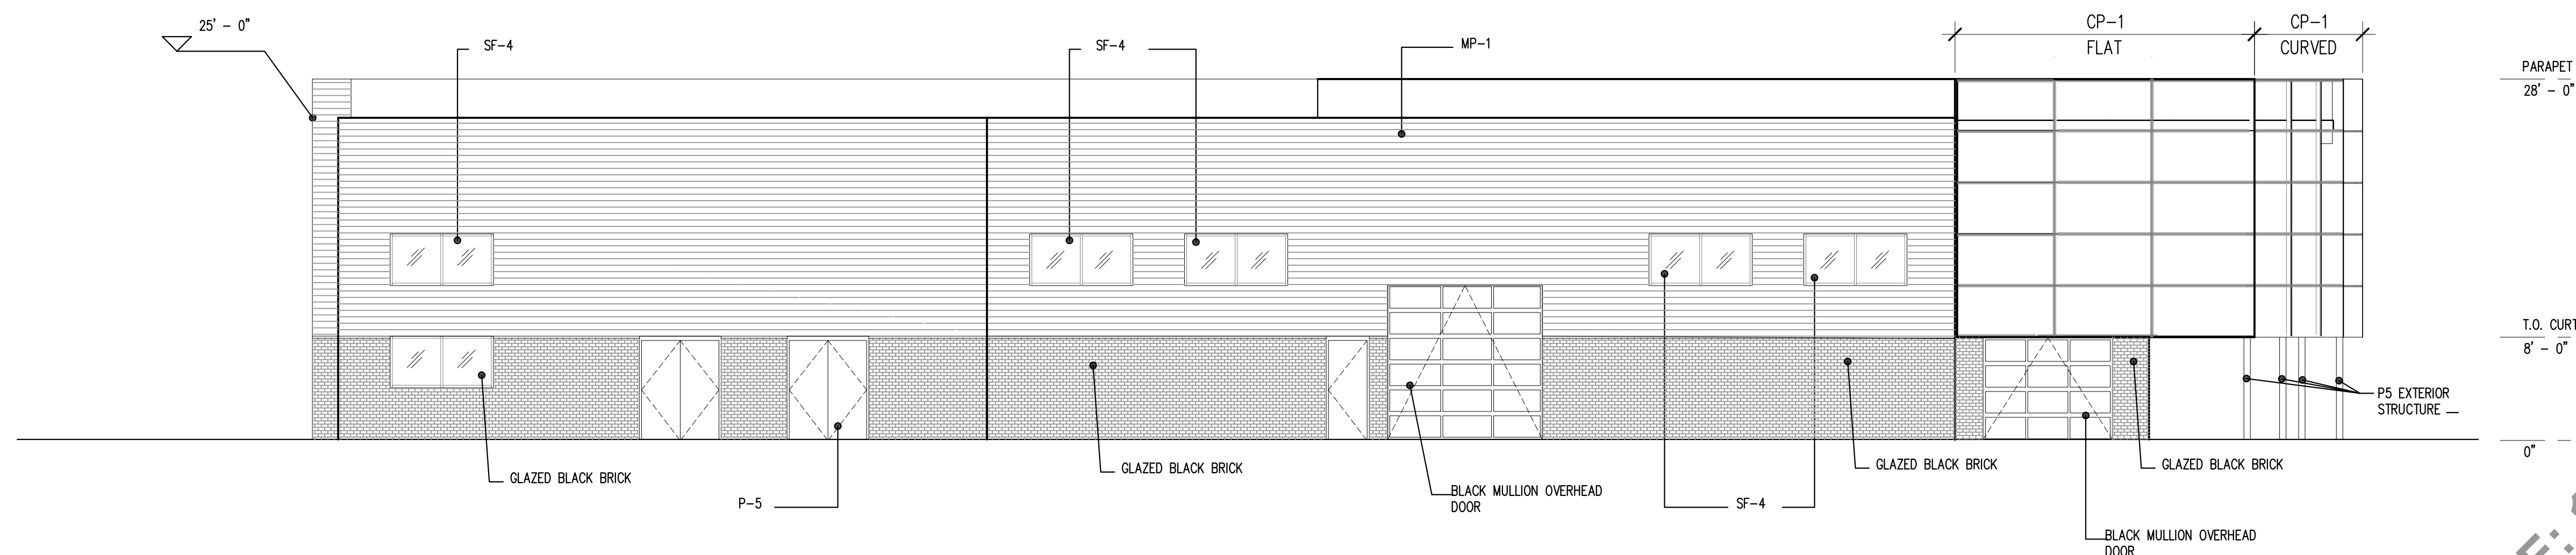 25' - 0"
SF-4
SF-4
MP-1
CP-1
FLAT
CP-1
CURVED
PARAPET
28' - 0"
T.O.
8' - 0"
P5 EXTERIOR
STRUCTURE
0"
GLAZED BLACK BRICK
P-5
GLAZED BLACK BRICK
BLACK MULLION OVERHEAD
DOOR
SF-4
GLAZED BLACK BRICK
GLAZED BLACK BRICK
BLACK MULLION OVERHEAD
DOOR